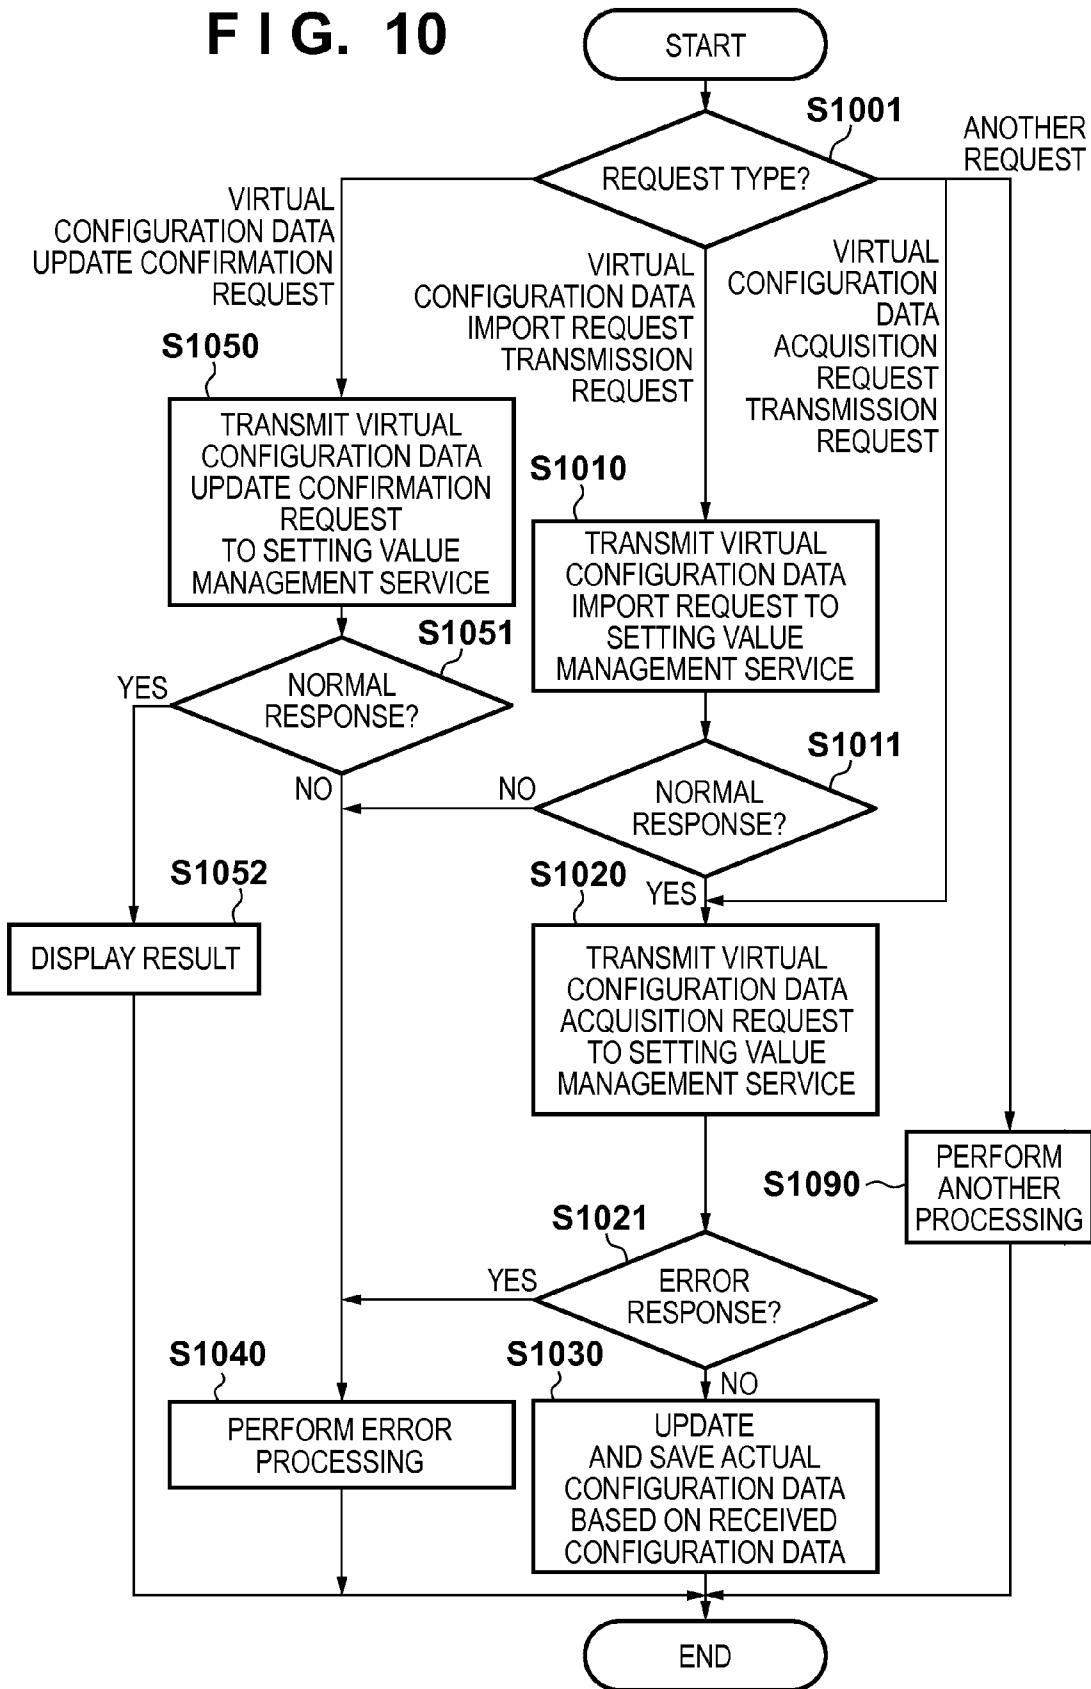 FIG. 10
START
S1001
REQUEST TYPE?
ANOTHER
REQUEST
VIRTUAL
CONFIGURATION DATA
UPDATE CONFIRMATION
REQUEST
VIRTUAL
CONFIGURATION DATA
IMPORT REQUEST
TRANSMISSION
REQUEST
VIRTUAL
CONFIGURATION
DATA
ACQUISITION
REQUEST
TRANSMISSION
REQUEST
S1050
TRANSMIT VIRTUAL
CONFIGURATION DATA
UPDATE CONFIRMATION
REQUEST
TO SETTING VALUE
MANAGEMENT SERVICE
S1010
TRANSMIT VIRTUAL
CONFIGURATION DATA
IMPORT REQUEST TO
SETTING VALUE
MANAGEMENT SERVICE
S1051
YES
NORMAL
RESPONSE?
NO
S1011
NO
NORMAL
RESPONSE?
YES
S1052
DISPLAY RESULT
S1020
TRANSMIT VIRTUAL
CONFIGURATION DATA
ACQUISITION REQUEST
TO SETTING VALUE
MANAGEMENT SERVICE
S1090
PERFORM
ANOTHER
PROCESSING
S1021
YES
ERROR
RESPONSE?
NO
S1040
PERFORM ERROR
PROCESSING
S1030
UPDATE
AND SAVE ACTUAL
CONFIGURATION DATA
BASED ON RECEIVED
CONFIGURATION DATA
END